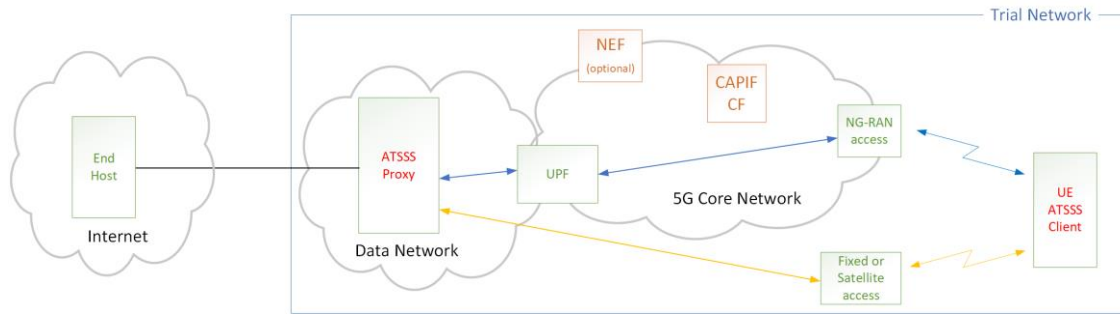 Trial Network
NEF
(optional)
CAPIF
CF
End
Host
ATSSS
Proxy
UPF
NG-RAN
access
UE
ATSSS
Client
5G Core Network
Internet
Data Network
Fixed or
Satellite
access